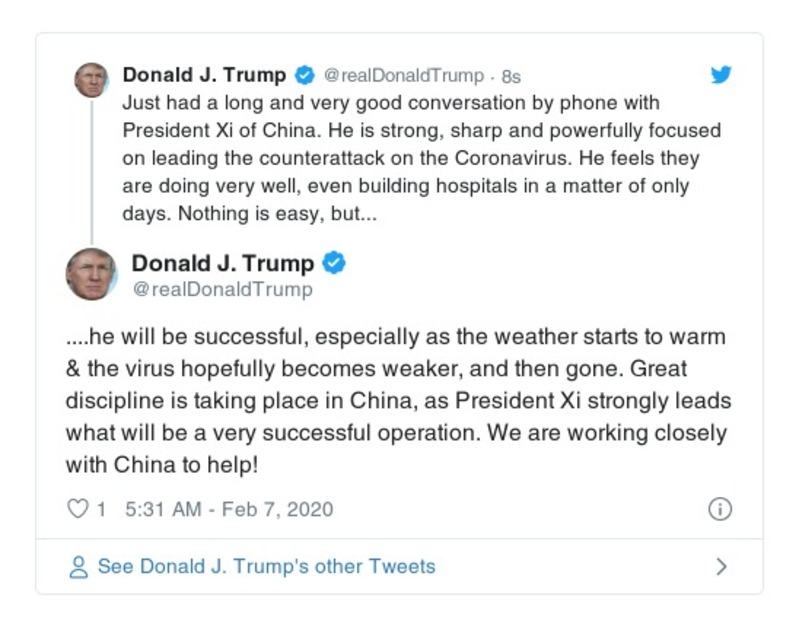 Donald J. Trump @realDonaldTrump · 8s
Just had a long and very good conversation by phone with
President Xi of China. He is strong, sharp and powerfully focused
on leading the counterattack on the Coronavirus. He feels they
are doing very well, even building hospitals in a matter of only
days. Nothing is easy, but...
Donald J. Trump
@realDonaldTrump
....he will be successful, especially as the weather starts to warm
& the virus hopefully becomes weaker, and then gone. Great
discipline is taking place in China, as President Xi strongly leads
what will be a very successful operation. We are working closely
with China to help!
1 5:31 AM - Feb 7, 2020
See Donald J. Trump's other Tweets